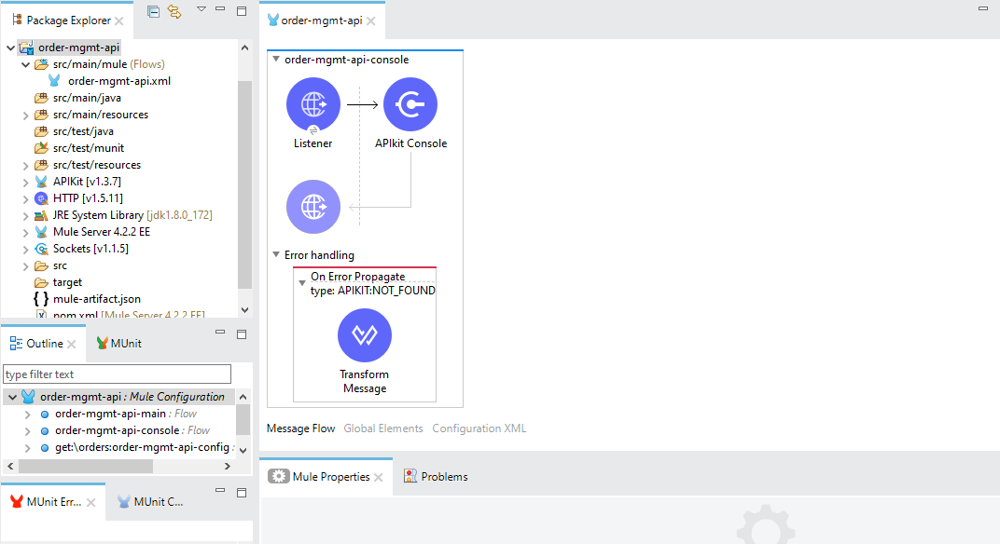 Package Explorer
order-mgmt-api
src/main/mule (Flows)
order-mgmt-api.xml
src/main/java
src/main/resources
src/test/java
src/test/munit
src/test/resources
APIKit [v1.3.7]
HTTP [v1.5.11]
JRE System Library [jdk1.8.0_172]
Mule Server 4.2.2 EE
Sockets [v1.1.5]
src
target
mule-artifact.json
pom.xml [Mule Server 4.2.2 EE]
Outline
MUnit
type filter text
order-mgmt-api : Mule Configuration
order-mgmt-api-main : Flow
order-mgmt-api-console : Flow
get:\orders:order-mgmt-api-config :
MUnit Err...
MUnit C...
order-mgmt-api
order-mgmt-api-console
Listener
APIkit Console
Error handling
On Error Propagate
type: APIKIT:NOT_FOUND
Transform
Message
Message Flow
Global Elements
Configuration XML
Mule Properties
Problems